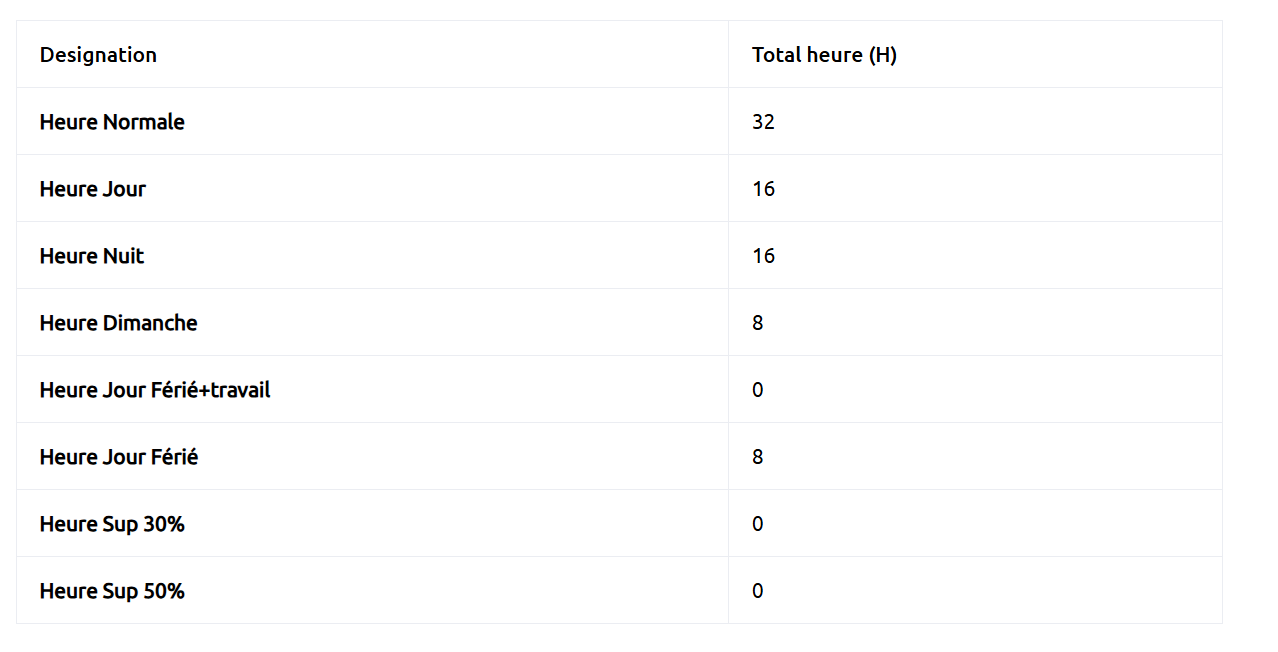 Designation Total heure (H)
Heure Normale 32
Heure Jour 16
Heure Nuit 16
Heure Dimanche 8
Heure Jour Férié+travail 0
Heure Jour Férié 8
Heure Sup 30% 0
Heure Sup 50% 0